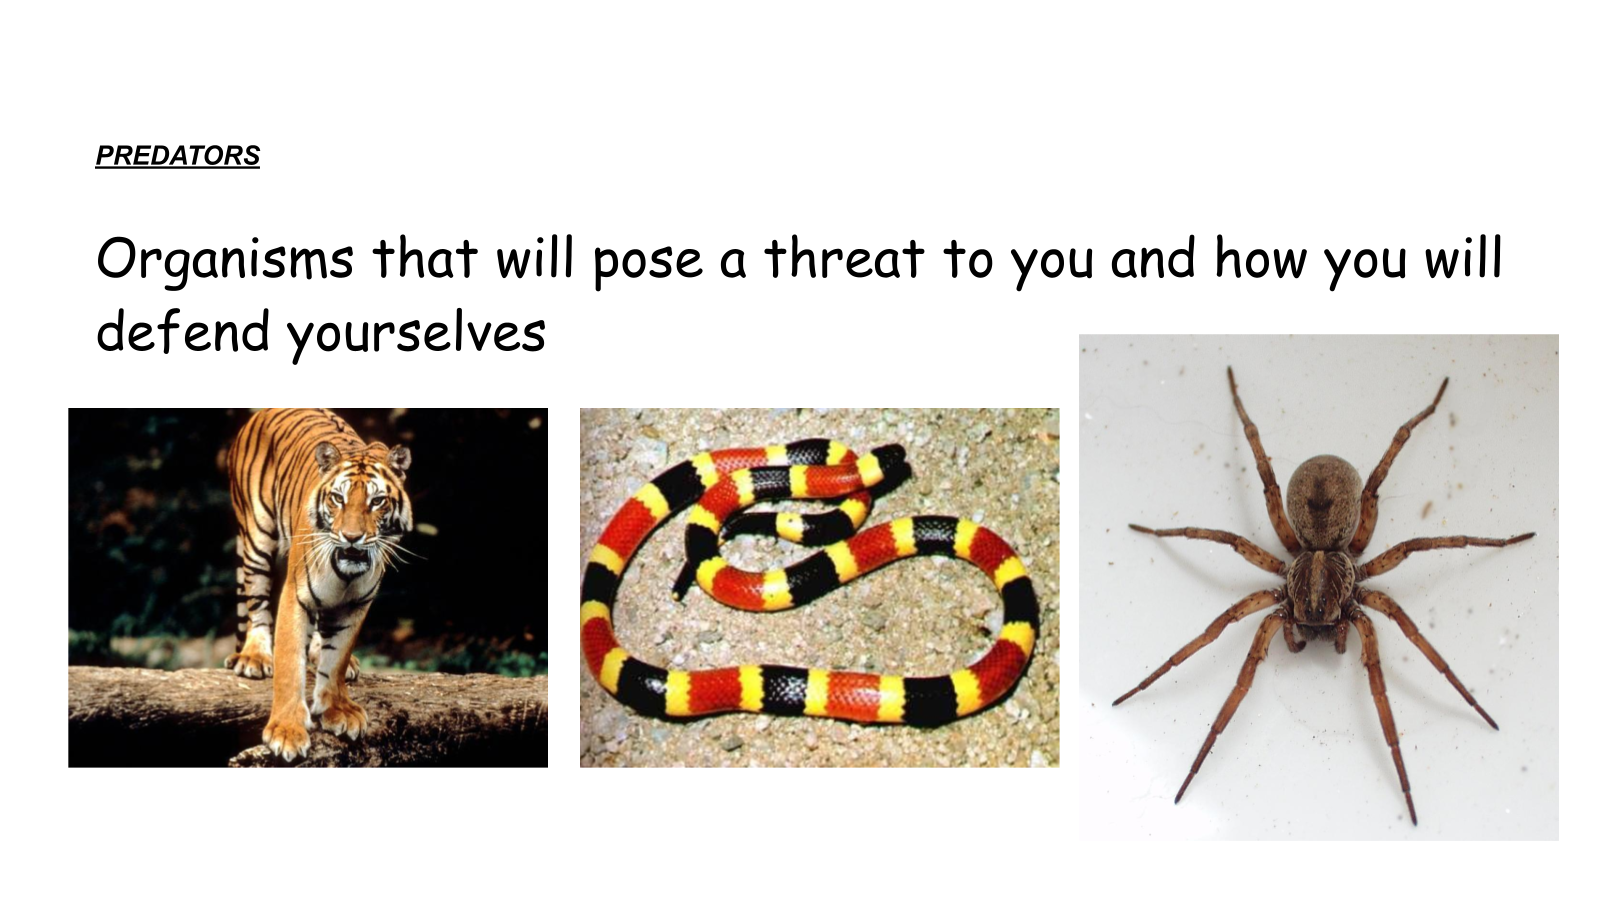 PREDATORS
Organisms that will pose a threat to you and how you will
defend yourselves